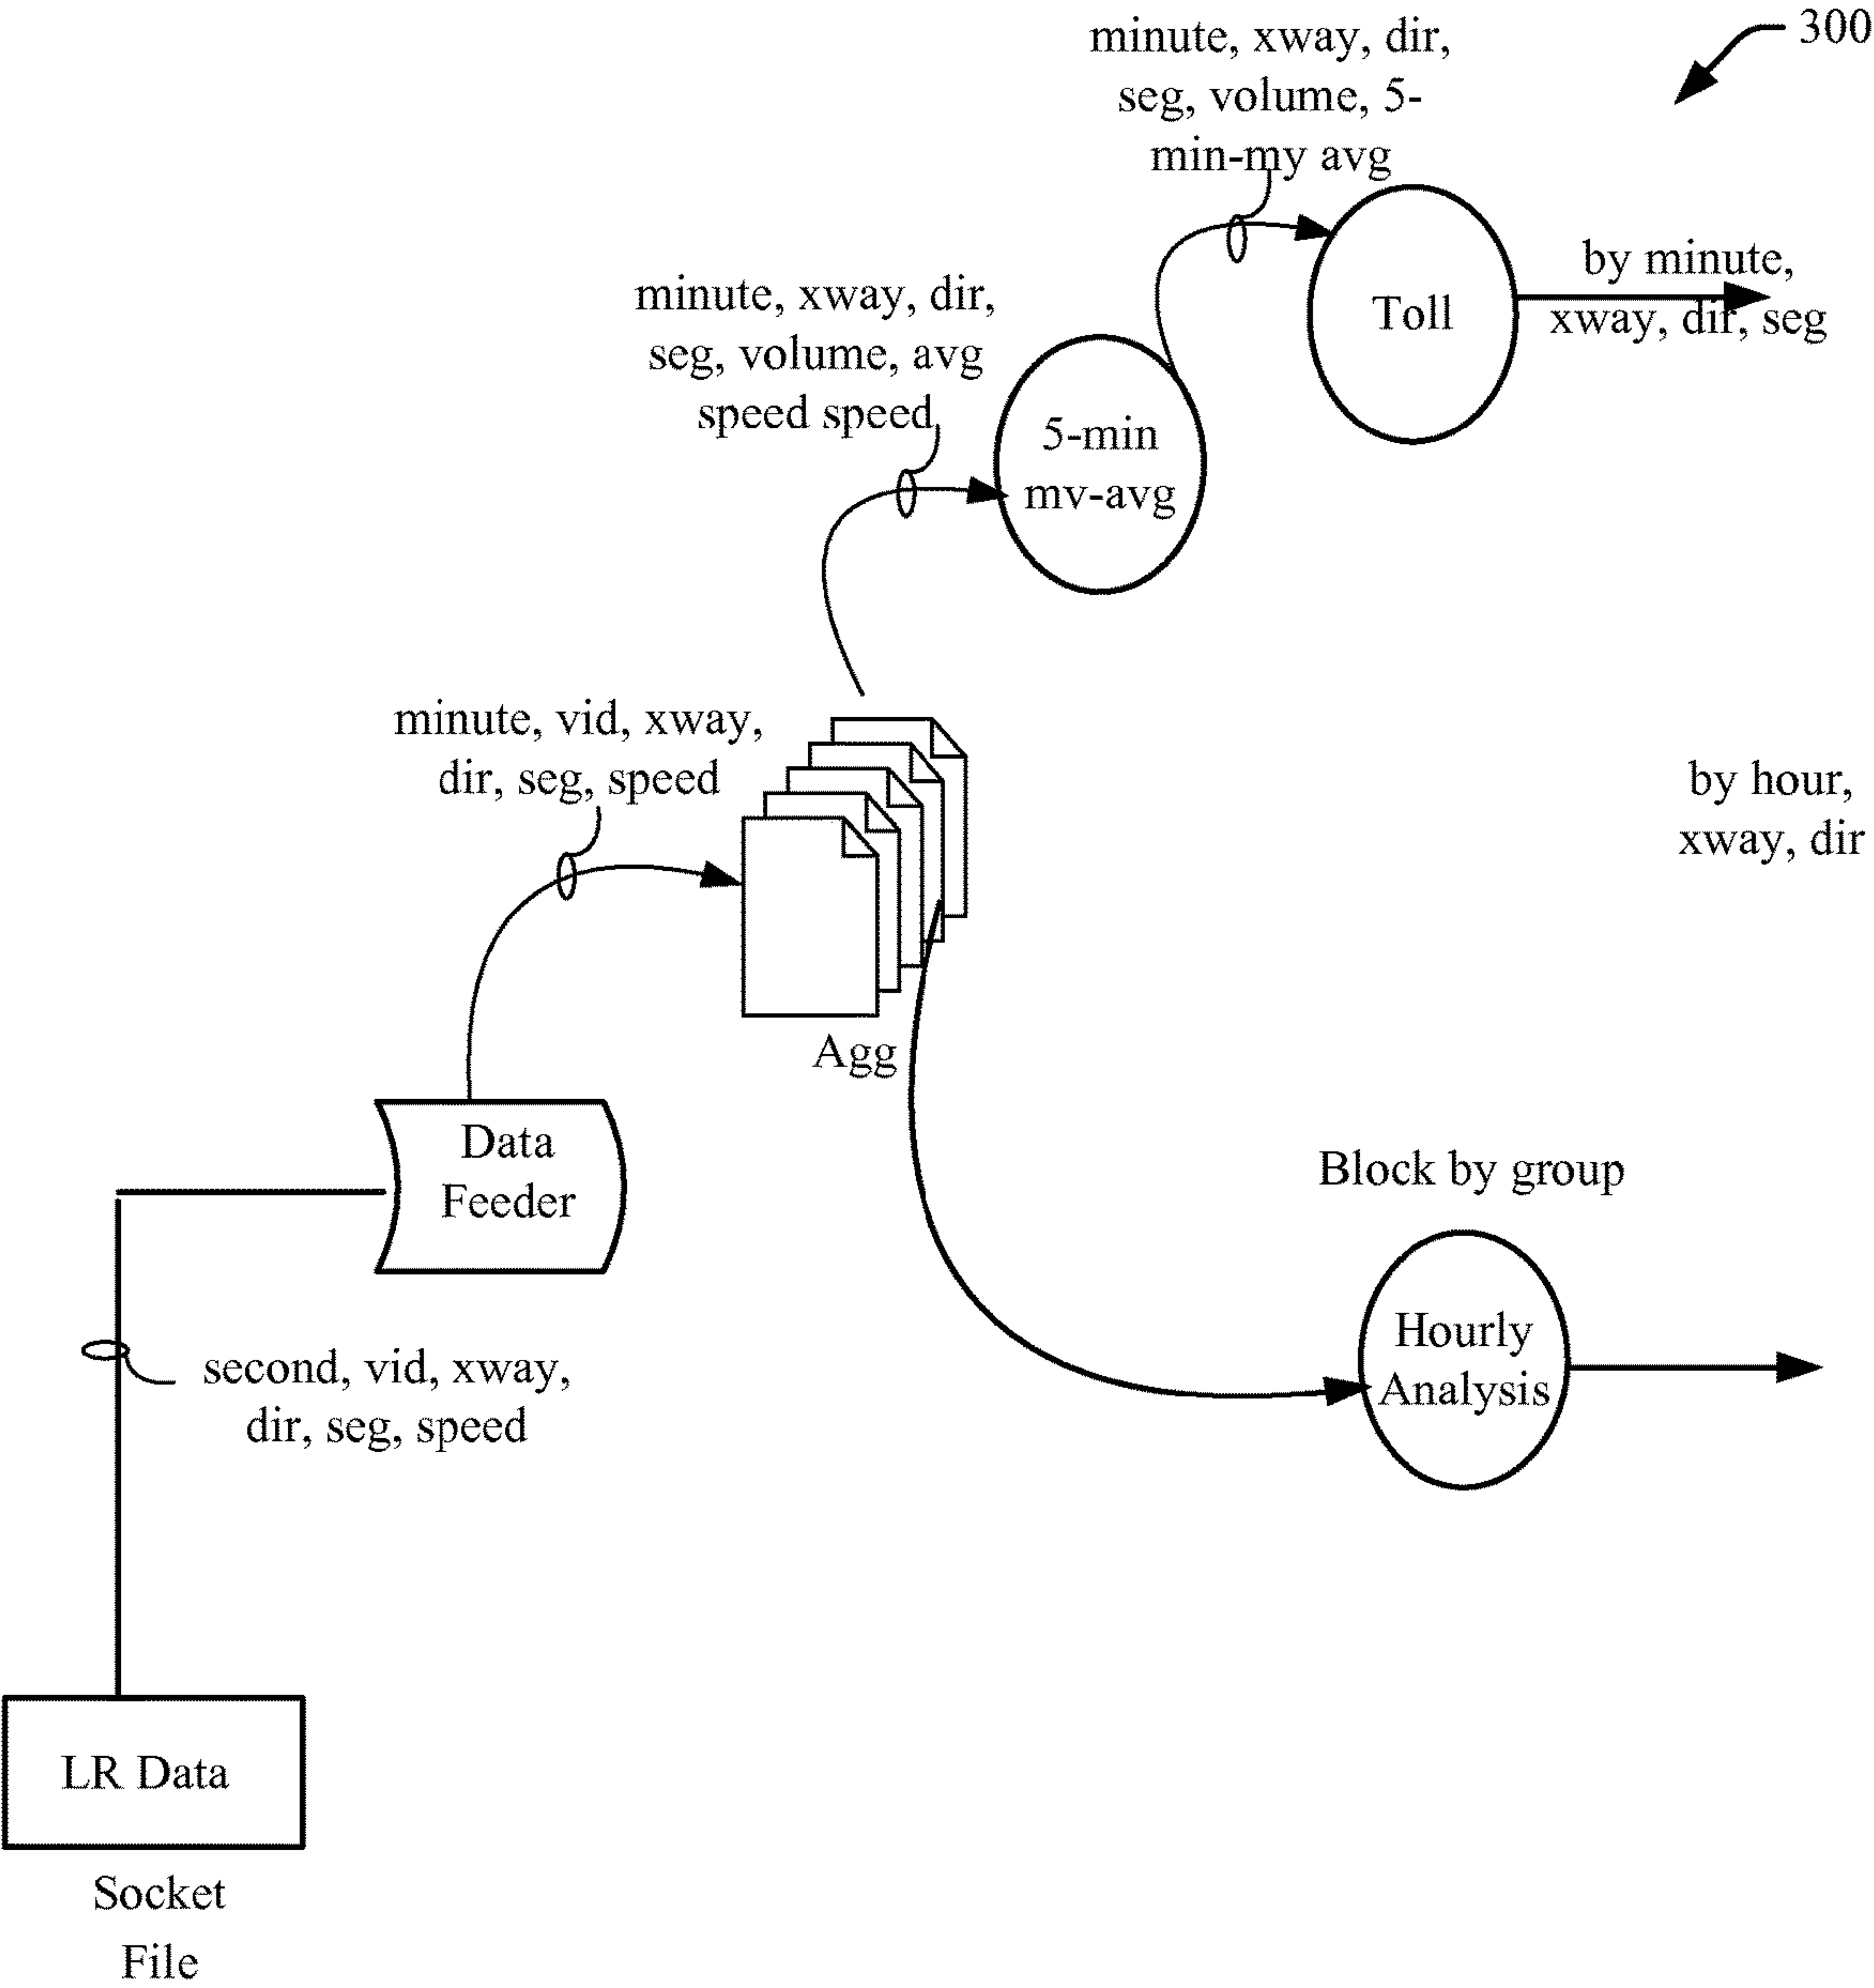 300
minute, xway, dir,
seg, volume, 5-
min-my avg
Toll
by minute,
xway, dir, seg
minute, xway, dir,
seg, volume, avg
speed speed
5-min
mv-avg
minute, vid, xway,
dir, seg, speed
by hour,
xway, dir
Agg
Data
Feeder
Block by group
Hourly
Analysis
second, vid, xway,
dir, seg, speed
LR Data
Socket
File